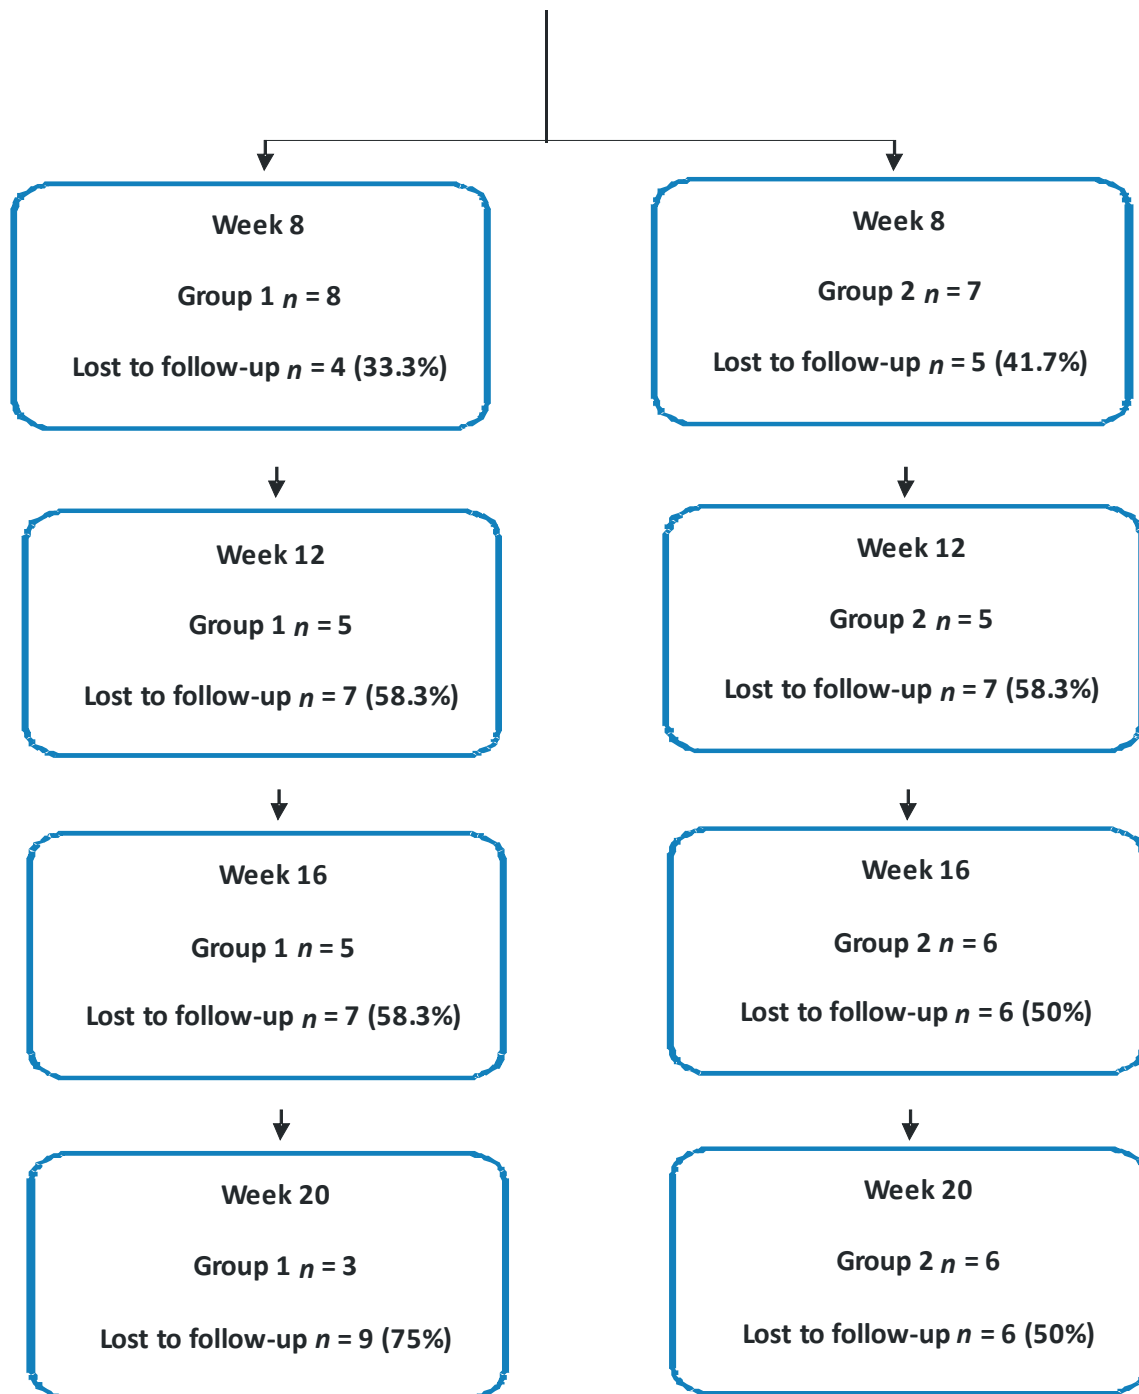 Week 8
Group 1 n = 8
Lost to follow-up n = 4 (33.3%)
Week 8
Group 2 n = 7
Lost to follow-up n = 5 (41.7%)
Week 12
Group 1 n = 5
Lost to follow-up n = 7 (58.3%)
Week 12
Group 2 n = 5
Lost to follow-up n = 7 (58.3%)
Week 16
Group 1 n = 5
Lost to follow-up n = 7 (58.3%)
Week 16
Group 2 n = 6
Lost to follow-up n = 6 (50%)
Week 20
Group 1 n = 3
Lost to follow-up n = 9 (75%)
Week 20
Group 2 n = 6
Lost to follow-up n = 6 (50%)